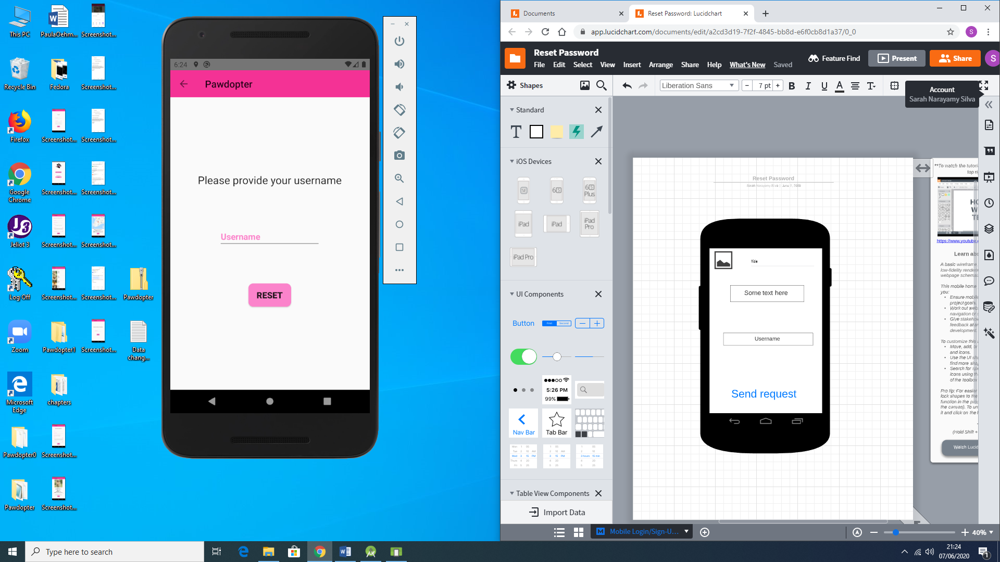 This PC
PaulaOehm...
Screenshot...
Recycle Bin
Fedora
Screenshot...
Firefox
Screenshot...
Screenshot...
Google
Chrome
Screenshot...
Screenshot...
Jeliot 3
Screenshot...
Screenshot...
Log Off
Screenshot...
Screenshot...
Pawdopter
Zoom
Pawdopter1
Screenshot...
Data
chang...
Microsoft
Edge
chapters
Pawdopter0
Screenshot...
Pawdopter
Screenshot...
6:24
Pawdopter
Please provide your username
Username
RESET
Documents
Reset Password: Lucidchart
app.lucidchart.com/documents/edit/a2cd3d19-7f2f-4845-bb8d-e6f0cb8d1a37/0_0
S
Reset Password
File Edit Select View Insert Arrange Share Help What's New Saved
Feature Find
Present
Share
S
Shapes
Liberation Sans
7 pt
B I U A T
Account
Sarah Narayamy Silva
Standard
T
iOS Devices
SE
6S
6S
Plus
iPad
iPad
iPad
Pro
iPad Pro
UI Components
Button
First Second
5:26 PM
99%
Nav Bar
Tab Bar
Table View Components
Import Data
Reset Password
Sarah Narayamy Silva | June 7, 2020
Title
Some text here
Username
Send request
**To watch the tutori
top rig
HO
W
TE
https://www.youtube.
Learn abo
A basic wireframe
low-fidelity renderi
webpage schema
This mobile home
you:
Ensure mobil
project goals.
Work out web
navigation or s
Give stakeho
feedback at a
development.
To customize this
Move, add, or
and icons.
Use the UI sh
find more sha
Search for spe
icons using th
of the toolbox
Pro tip: For easier
lock shapes to the
function in the prop
the canvas). To un
it and click on the l
(Hold Shift +
Watch Lucid
Mobile Login/Sign-U...
40%
Type here to search
21:24
07/06/2020
1